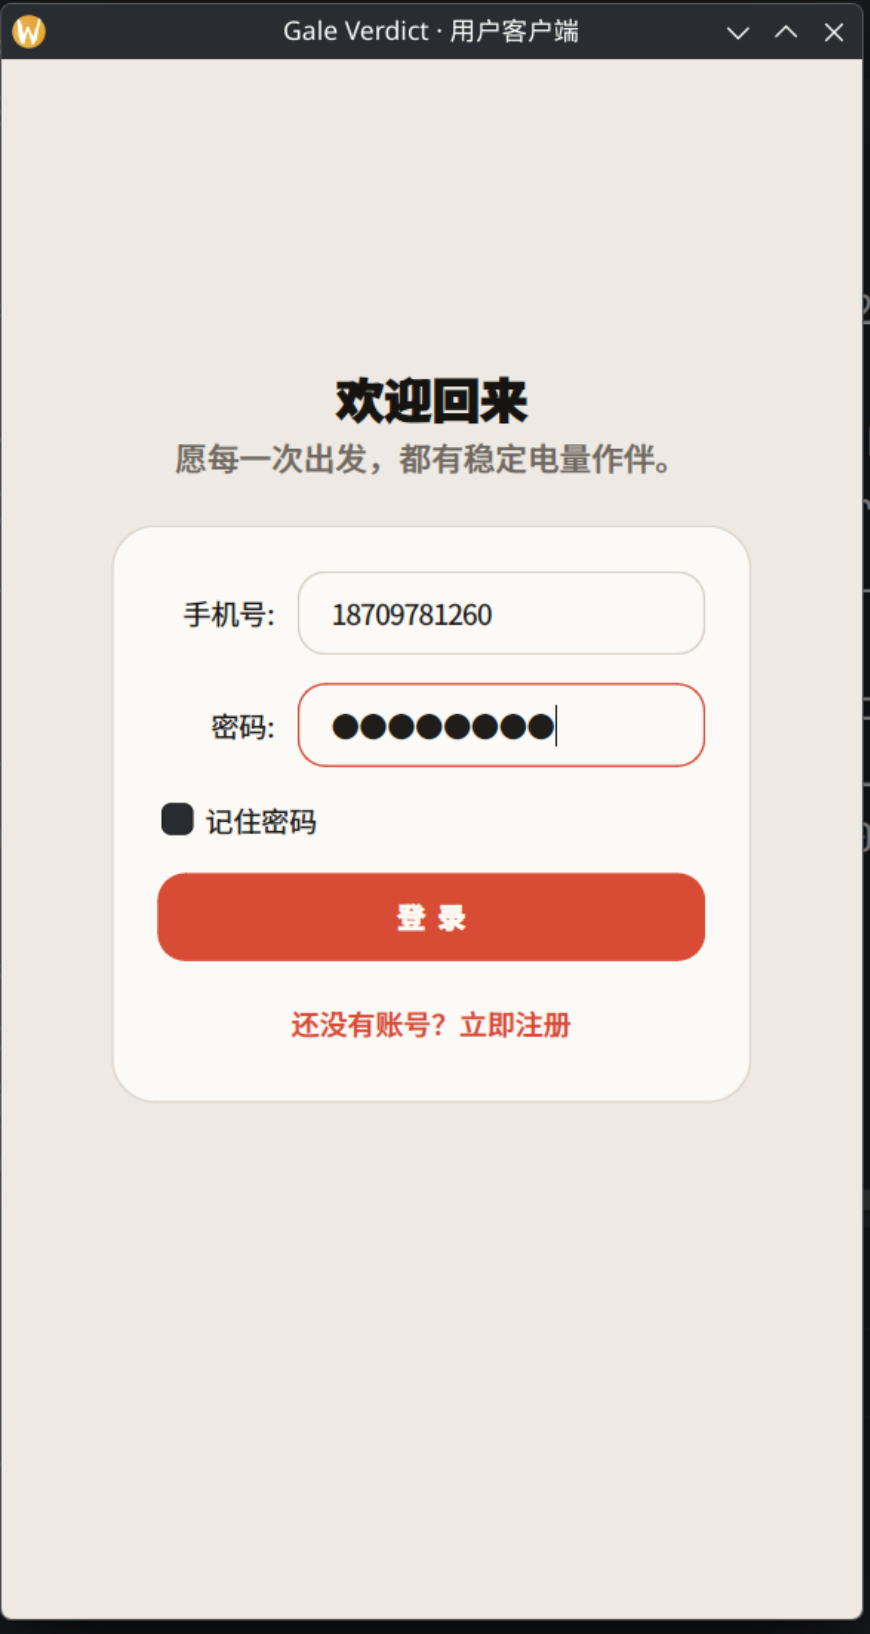 Gale Verdict · 用户客户端
欢迎回来
愿每一次出发，都有稳定电量作伴。
手机号: 18709781260
密码: ●●●●●●●●
记住密码
登 录
还没有账号？立即注册